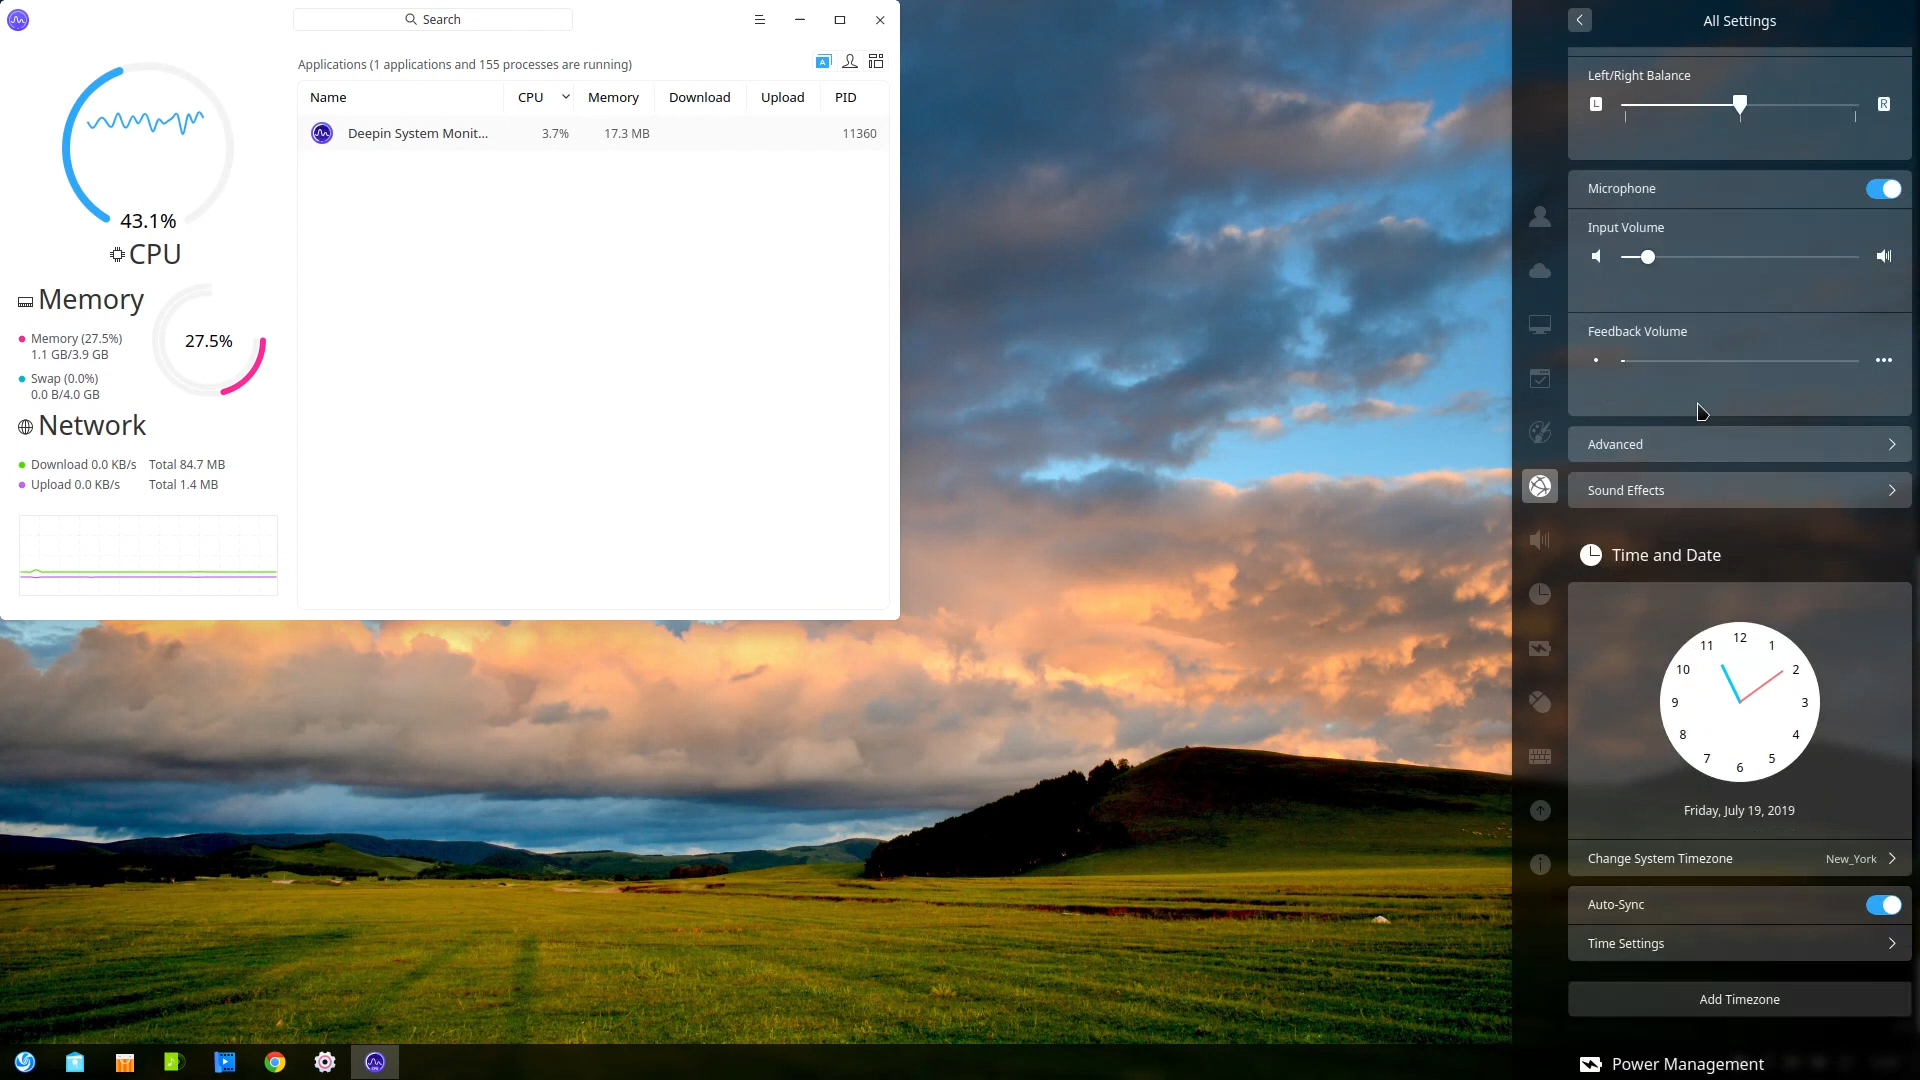 Search
Applications (1 applications and 155 processes are running)
Name CPU Memory Download Upload PID
Deepin System Monit... 3.7% 17.3 MB 11360
43.1%
CPU
Memory
Memory (27.5%)
1.1 GB/3.9 GB
Swap (0.0%)
0.0 B/4.0 GB
27.5%
Network
Download 0.0 KB/s Total 84.7 MB
Upload 0.0 KB/s Total 1.4 MB
All Settings
Left/Right Balance
L R
Microphone
Input Volume
Feedback Volume
Advanced
Sound Effects
Time and Date
12
11 1
10 2
9 3
8 4
7 5
6
Friday, July 19, 2019
Change System Timezone New_York
Auto-Sync
Time Settings
Add Timezone
Power Management